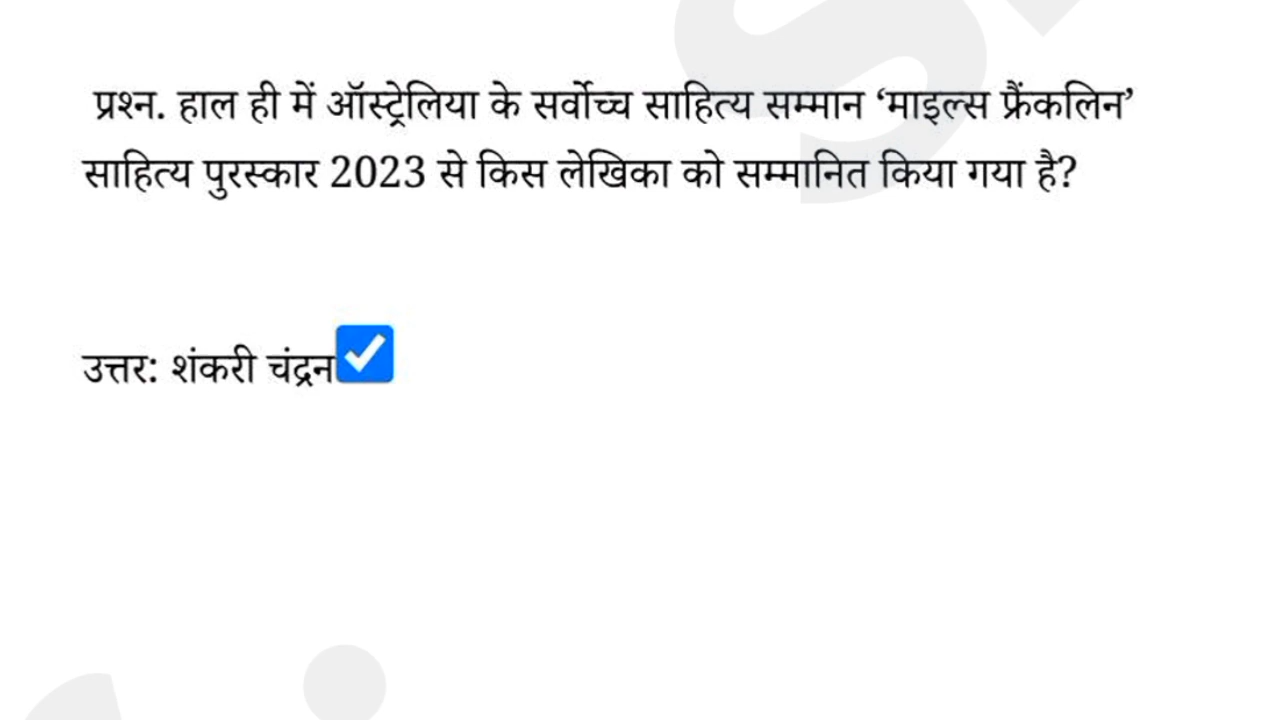 प्रश्न. हाल ही में ऑस्ट्रेलिया के सर्वोच्च साहित्य सम्मान ‘माइल्स फ्रैंकलिन’
साहित्य पुरस्कार 2023 से किस लेखिका को सम्मानित किया गया है?
उत्तर: शंकरी चंद्रन